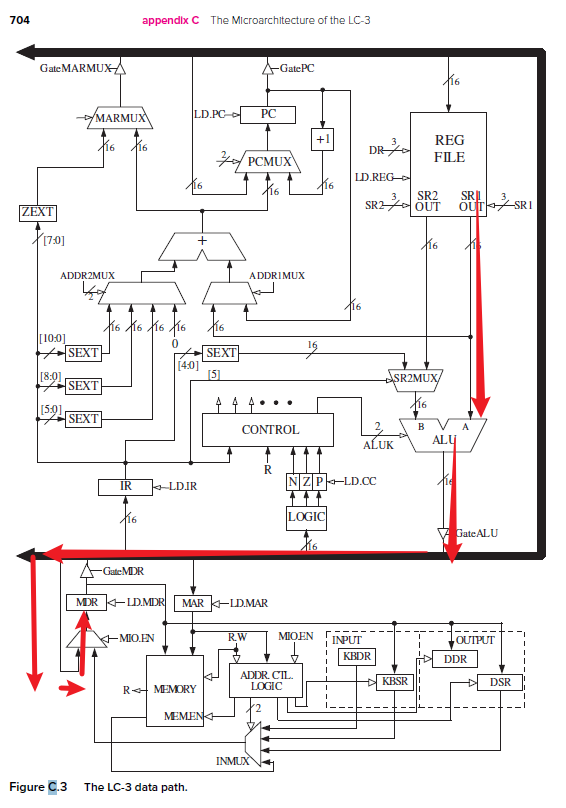 704 appendix C The Microarchitecture of the LC-3
GateMARMUX
GatePC
16
MARMUX
LD.PC
PC
+1
REG
FILE
3
DR
LD.REG
2
PCMUX
16
16
16
16
16
SR2
3
SR2
OUT
SR1
OUT
3
SR1
ZEXT
[7:0]
+
16
16
ADDR2MUX
2
ADDR1MUX
16
16
16
16
16
16
[10:0]
SEXT
0
[4:0]
SEXT
16
[8:0]
SEXT
[5]
SR2MUX
[5:0]
SEXT
16
CONTROL
2
ALUK
B
A
ALU
R
IR
LD.IR
N Z P
LD.CC
16
16
LOGIC
16
GateALU
GateMDR
MDR
LD.MDR
MAR
LD.MAR
MIO.EN
R.W
MIO.EN
INPUT
OUTPUT
KBDR
DDR
R
MEMORY
ADDR. CTL.
LOGIC
KBSR
DSR
MEM.EN
2
INMUX
Figure C.3 The LC-3 data path.